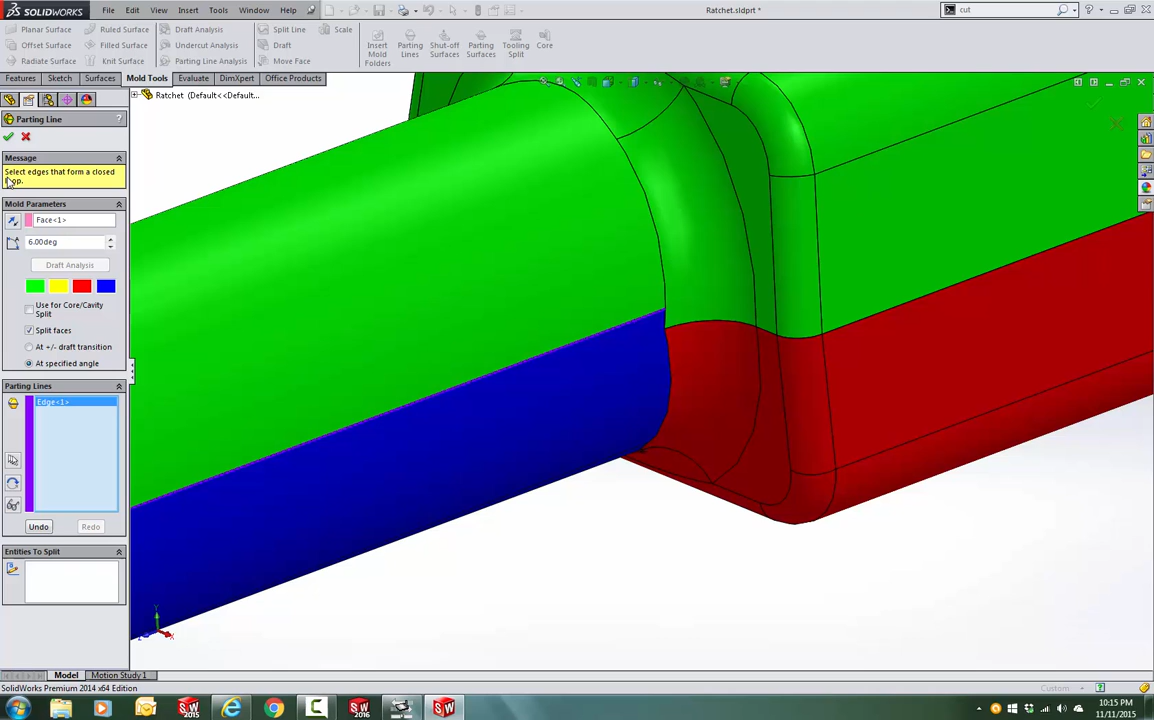 SOLIDWORKS
File Edit View Insert Tools Window Help
Ratchet.sldprt *
cut
Planar Surface Ruled Surface Draft Analysis Split Line Scale
Offset Surface Filled Surface Undercut Analysis Draft
Radiate Surface Knit Surface Parting Line Analysis Move Face
Insert Mold Folders
Parting Lines
Shut-off Surfaces
Parting Surfaces
Tooling Split
Core
Features Sketch Surfaces Mold Tools Evaluate DimXpert Office Products
Ratchet (Default<<Default...
Parting Line
?
Message
Select edges that form a closed
Mold Parameters
Face<1>
6.00deg
Draft Analysis
Use for Core/Cavity
Split
Split faces
At +/- draft transition
At specified angle
Parting Lines
Edge<1>
Undo Redo
Entities To Split
Y
X
Z
Model Motion Study 1
SolidWorks Premium 2014 x64 Edition
Custom
2015
2016
10:15 PM
11/11/2015